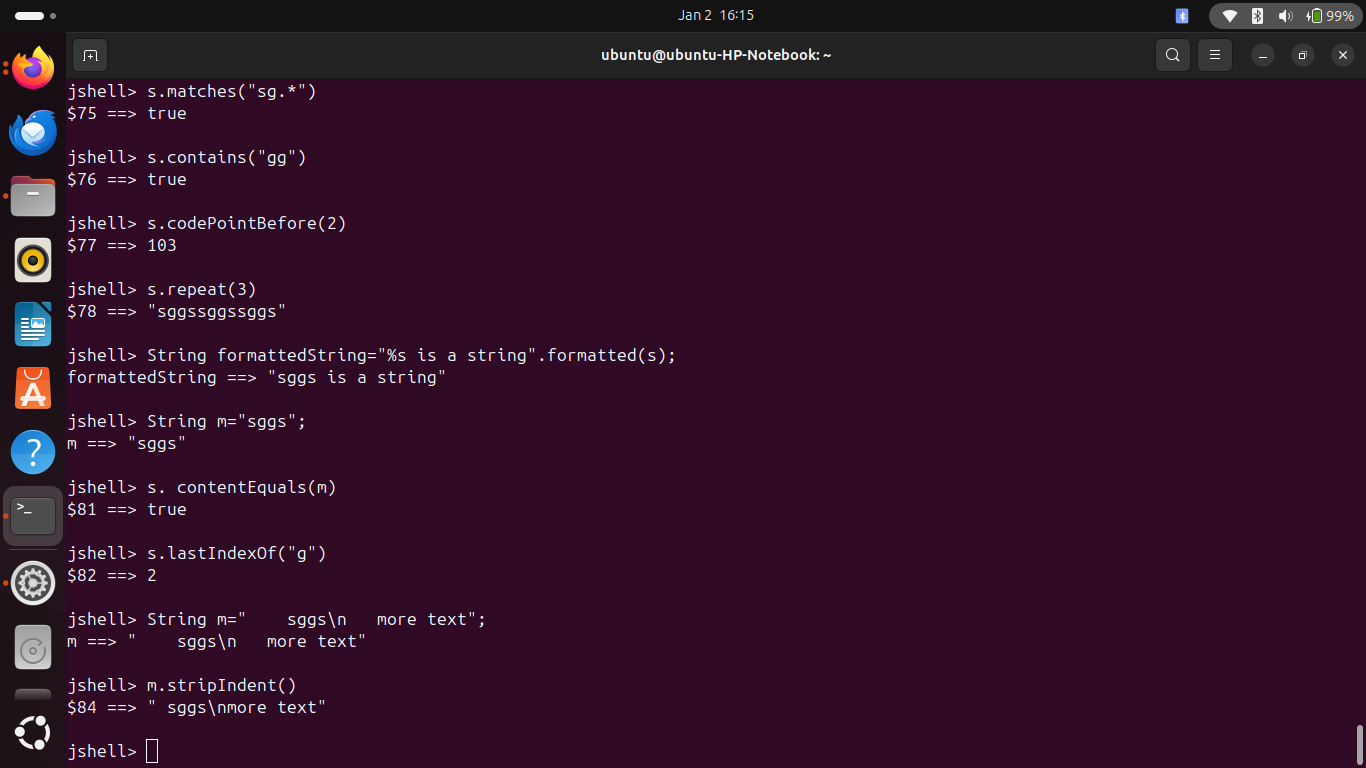 Jan 2 16:15
99%
ubuntu@ubuntu-HP-Notebook: ~
jshell> s.matches("sg.*")
$75 ==> true
jshell> s.contains("gg")
$76 ==> true
jshell> s.codePointBefore(2)
$77 ==> 103
jshell> s.repeat(3)
$78 ==> "sggssggssggs"
jshell> String formattedString="%s is a string".formatted(s);
formattedString ==> "sggs is a string"
jshell> String m="sggs";
m ==> "sggs"
jshell> s. contentEquals(m)
$81 ==> true
jshell> s.lastIndexOf("g")
$82 ==> 2
jshell> String m="    sggs\n   more text";
m ==> "    sggs\n   more text"
jshell> m.stripIndent()
$84 ==> " sggs\nmore text"
jshell>